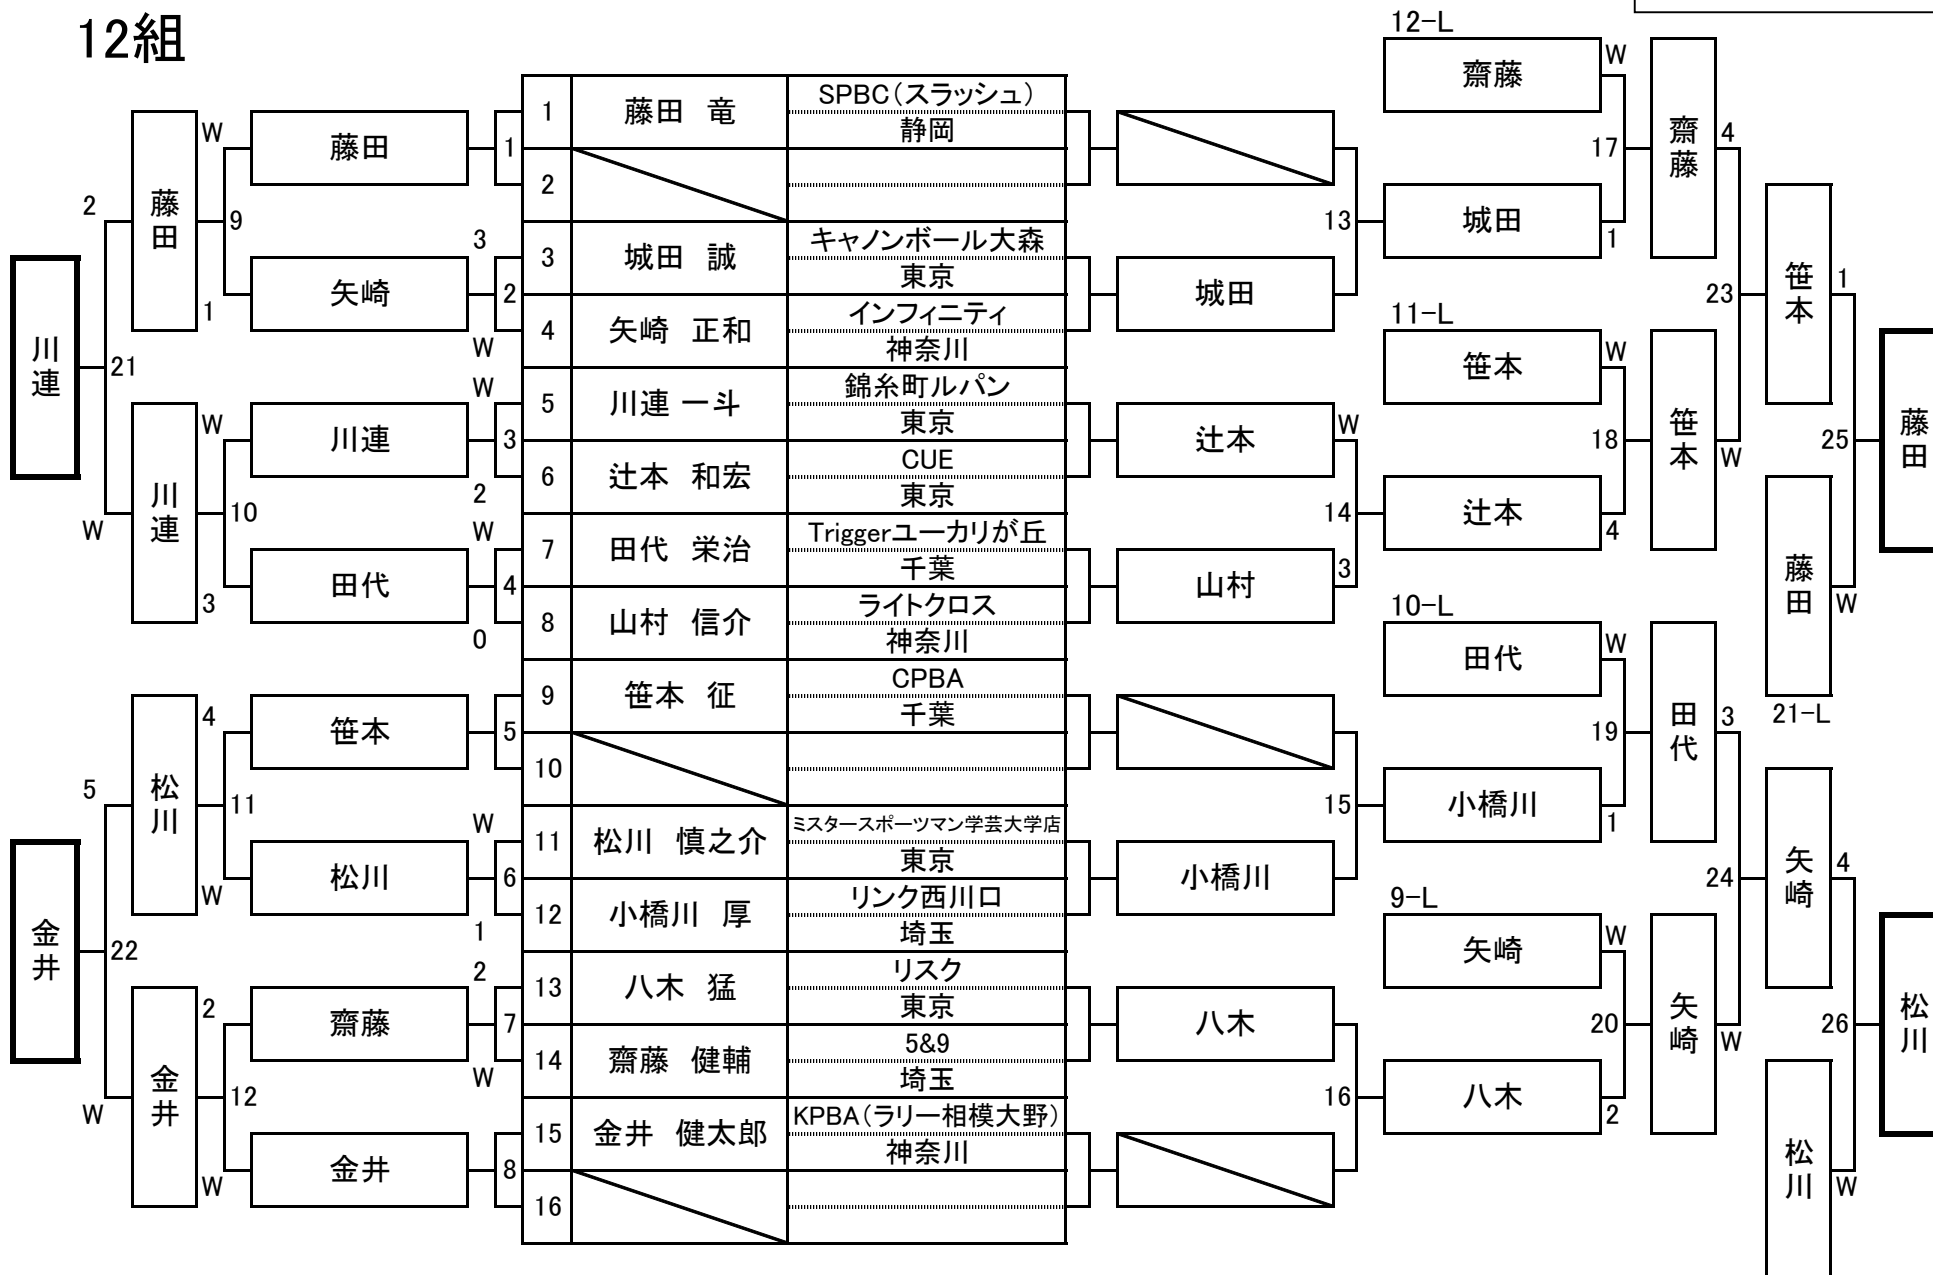 12組
12-L
齋藤
W
齋藤
4
17
城田
1
1
藤田 竜
SPBC(スラッシュ)
静岡
2
3
城田 誠
キャノンボール大森
東京
4
矢崎 正和
インフィニティ
神奈川
5
川連 一斗
錦糸町ルパン
東京
6
辻本 和宏
CUE
東京
7
田代 栄治
Triggerユーカリが丘
千葉
8
山村 信介
ライトクロス
神奈川
9
笹本 征
CPBA
千葉
10
11
松川 慎之介
ミスタースポーツマン学芸大学店
東京
12
小橋川 厚
リンク西川口
埼玉
13
八木 猛
リスク
東京
14
齋藤 健輔
5&9
埼玉
15
金井 健太郎
KPBA(ラリー相模大野)
神奈川
16
川連
21
2
藤田
W
9
1
藤田
1
矢崎
3
2
W
W
川連
W
10
3
川連
W
3
2
田代
W
4
0
金井
22
5
松川
4
11
W
笹本
5
松川
W
6
1
W
金井
2
12
W
齋藤
2
7
W
金井
8
13
城田
辻本
W
14
山村
3
15
小橋川
八木
16
11-L
笹本
W
18
辻本
4
笹本
W
23
笹本
1
25
藤田
W
21-L
藤田
10-L
田代
W
19
小橋川
1
田代
3
24
9-L
矢崎
W
20
八木
2
矢崎
W
矢崎
4
26
松川
W
松川